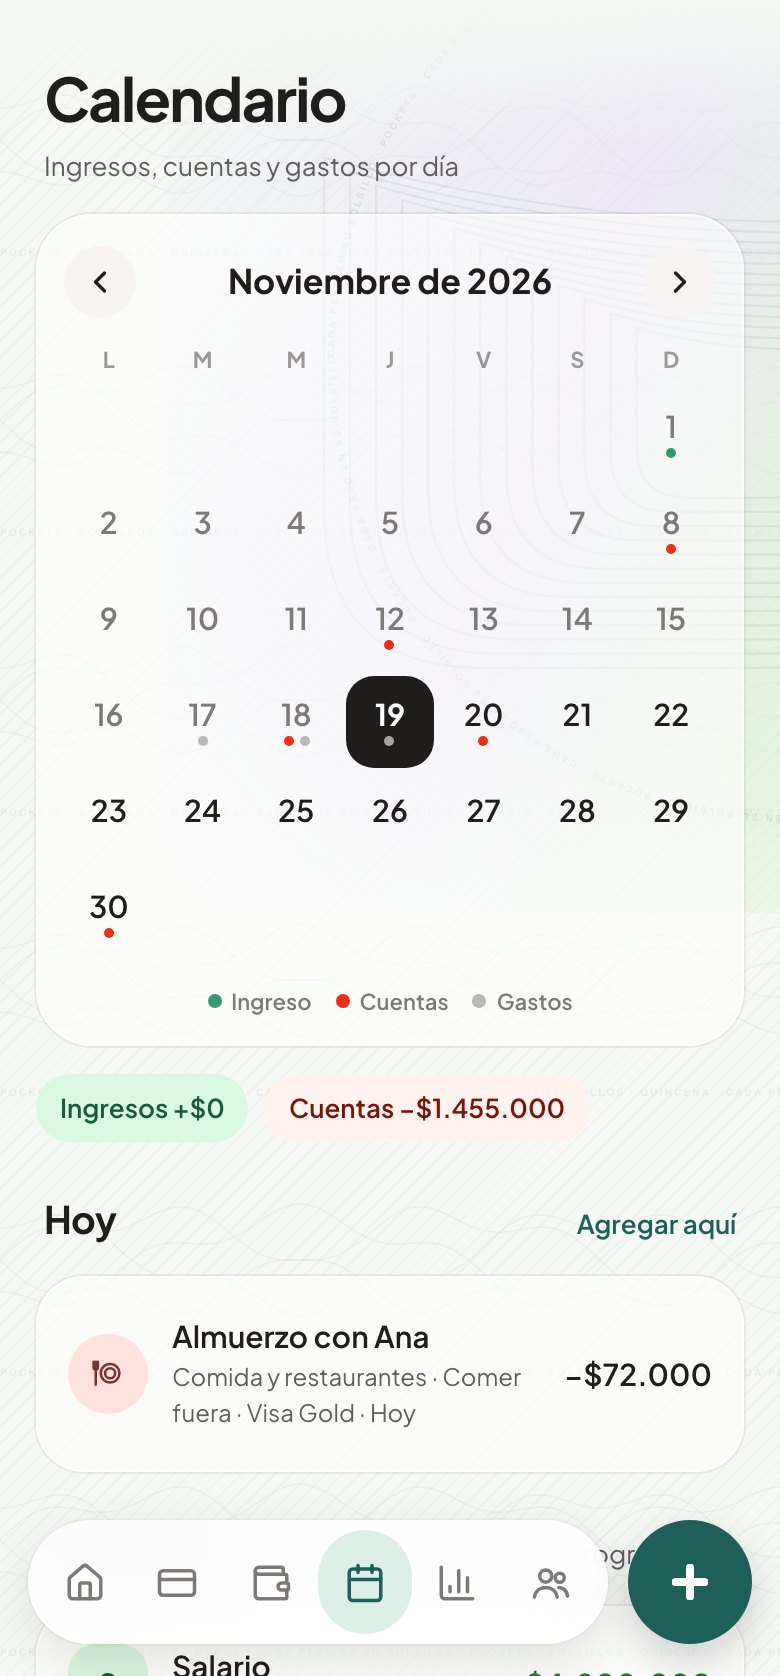 Calendario
Ingresos, cuentas y gastos por día
Noviembre de 2026
L M M J V S D
1
2 3 4 5 6 7 8
9 10 11 12 13 14 15
16 17 18 19 20 21 22
23 24 25 26 27 28 29
30
Ingreso Cuentas Gastos
Ingresos +$0 Cuentas −$1.455.000
Hoy Agregar aquí
Almuerzo con Ana
Comida y restaurantes · Comer
fuera · Visa Gold · Hoy
−$72.000
Salario